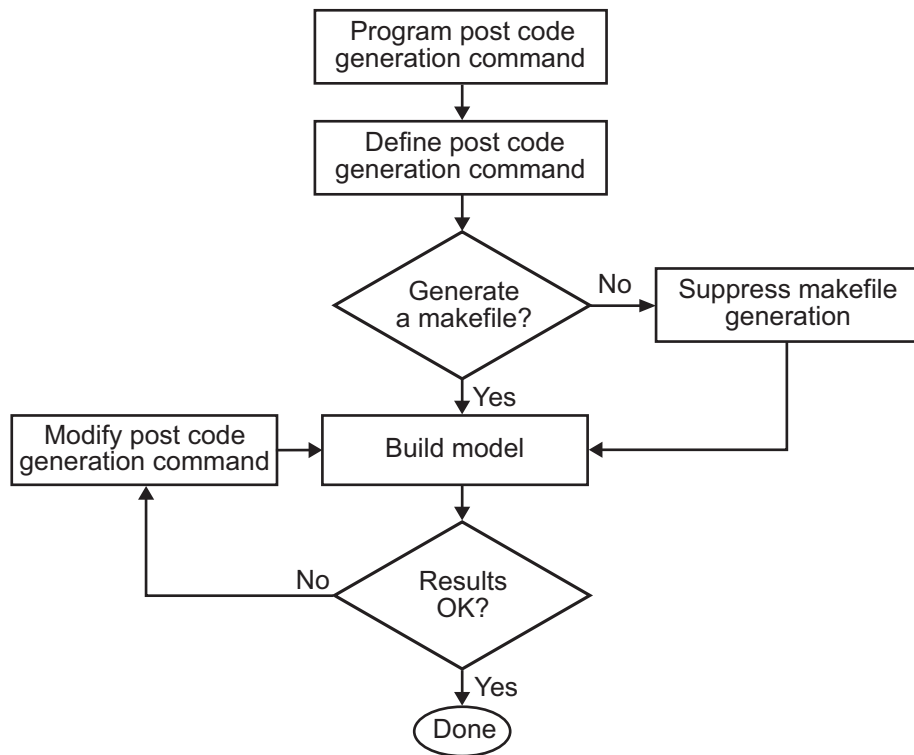 Program post code
generation command
Define post code
generation command
Generate
a makefile?
No
Suppress makefile
generation
Yes
Modify post code
generation command
Build model
No
Results
OK?
Yes
Done